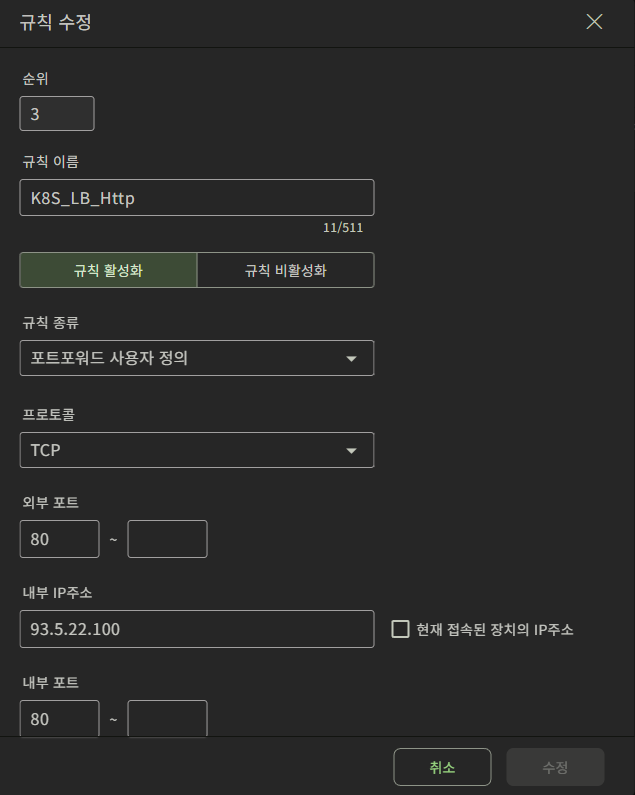 규칙 수정
순위
3
규칙 이름
K8S_LB_Http
11/511
규칙 활성화 규칙 비활성화
규칙 종류
포트포워드 사용자 정의
프로토콜
TCP
외부 포트
80 ~
내부 IP주소
93.5.22.100 현재 접속된 장치의 IP주소
내부 포트
80 ~
취소 수정